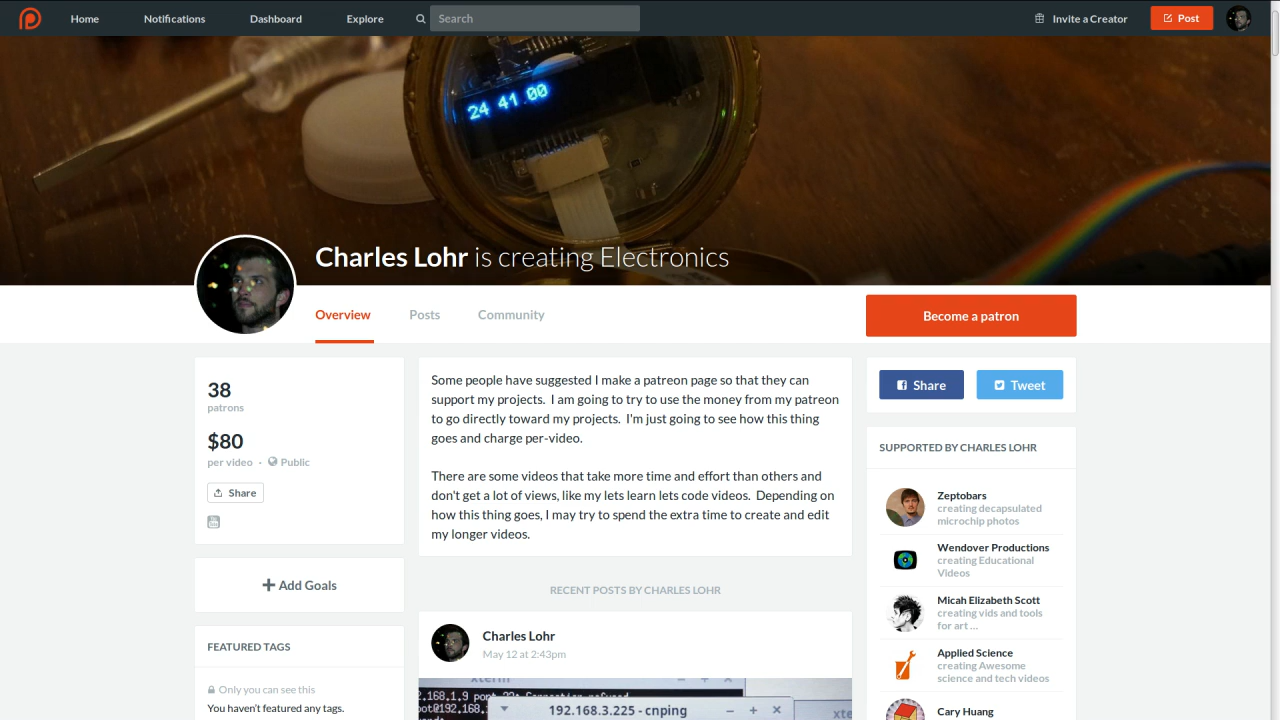 Home
Notifications
Dashboard
Explore
Search
Invite a Creator
Post
24 41 00
Charles Lohr is creating Electronics
Overview
Posts
Community
Become a patron
38
patrons
$80
per video · Public
Share
Add Goals
FEATURED TAGS
Only you can see this
You haven't featured any tags.
Some people have suggested I make a patreon page so that they can
support my projects.  I am going to try to use the money from my patreon
to go directly toward my projects.  I'm just going to see how this thing
goes and charge per-video.
There are some videos that take more time and effort than others and
don't get a lot of views, like my lets learn lets code videos.  Depending on
how this thing goes, I may try to spend the extra time to create and edit
my longer videos.
RECENT POSTS BY CHARLES LOHR
Charles Lohr
May 12 at 2:43pm
xterm
192.168.3.225 - cnping
Share
Tweet
SUPPORTED BY CHARLES LOHR
Zeptobars
creating decapsulated
microchip photos
Wendover Productions
creating Educational
Videos
Micah Elizabeth Scott
creating vids and tools
for art ...
Applied Science
creating Awesome
science and tech videos
Cary Huang